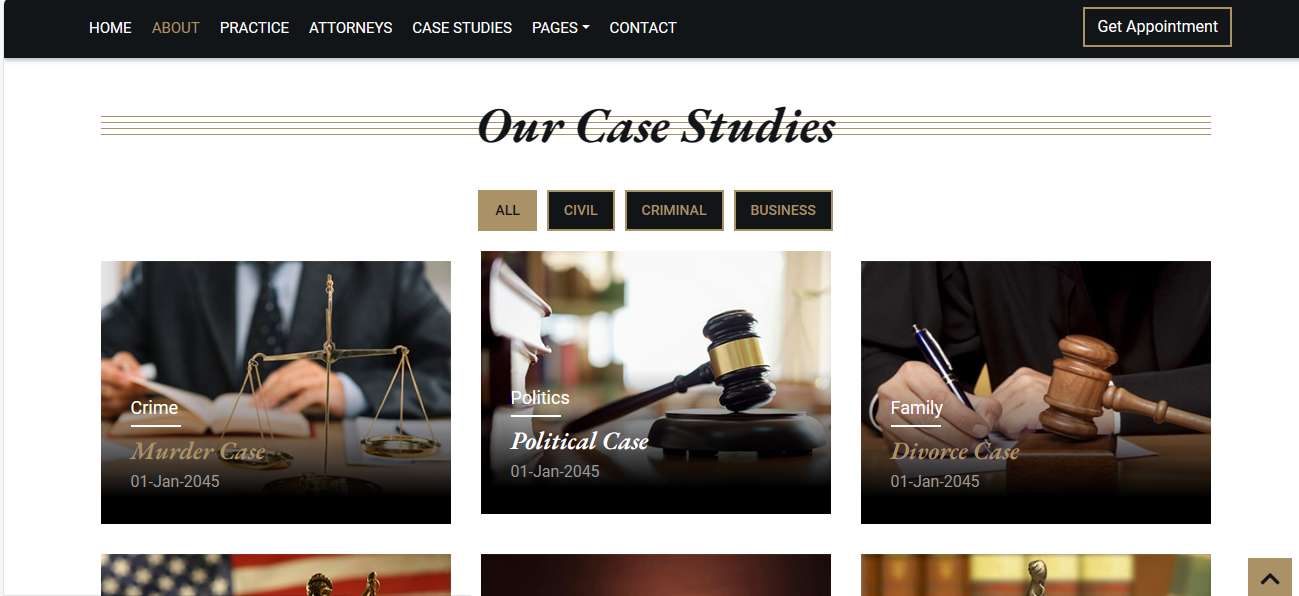 HOME ABOUT PRACTICE ATTORNEYS CASE STUDIES PAGES CONTACT Get Appointment
Our Case Studies
ALL CIVIL CRIMINAL BUSINESS
Crime
Murder Case
01-Jan-2045
Politics
Political Case
01-Jan-2045
Family
Divorce Case
01-Jan-2045